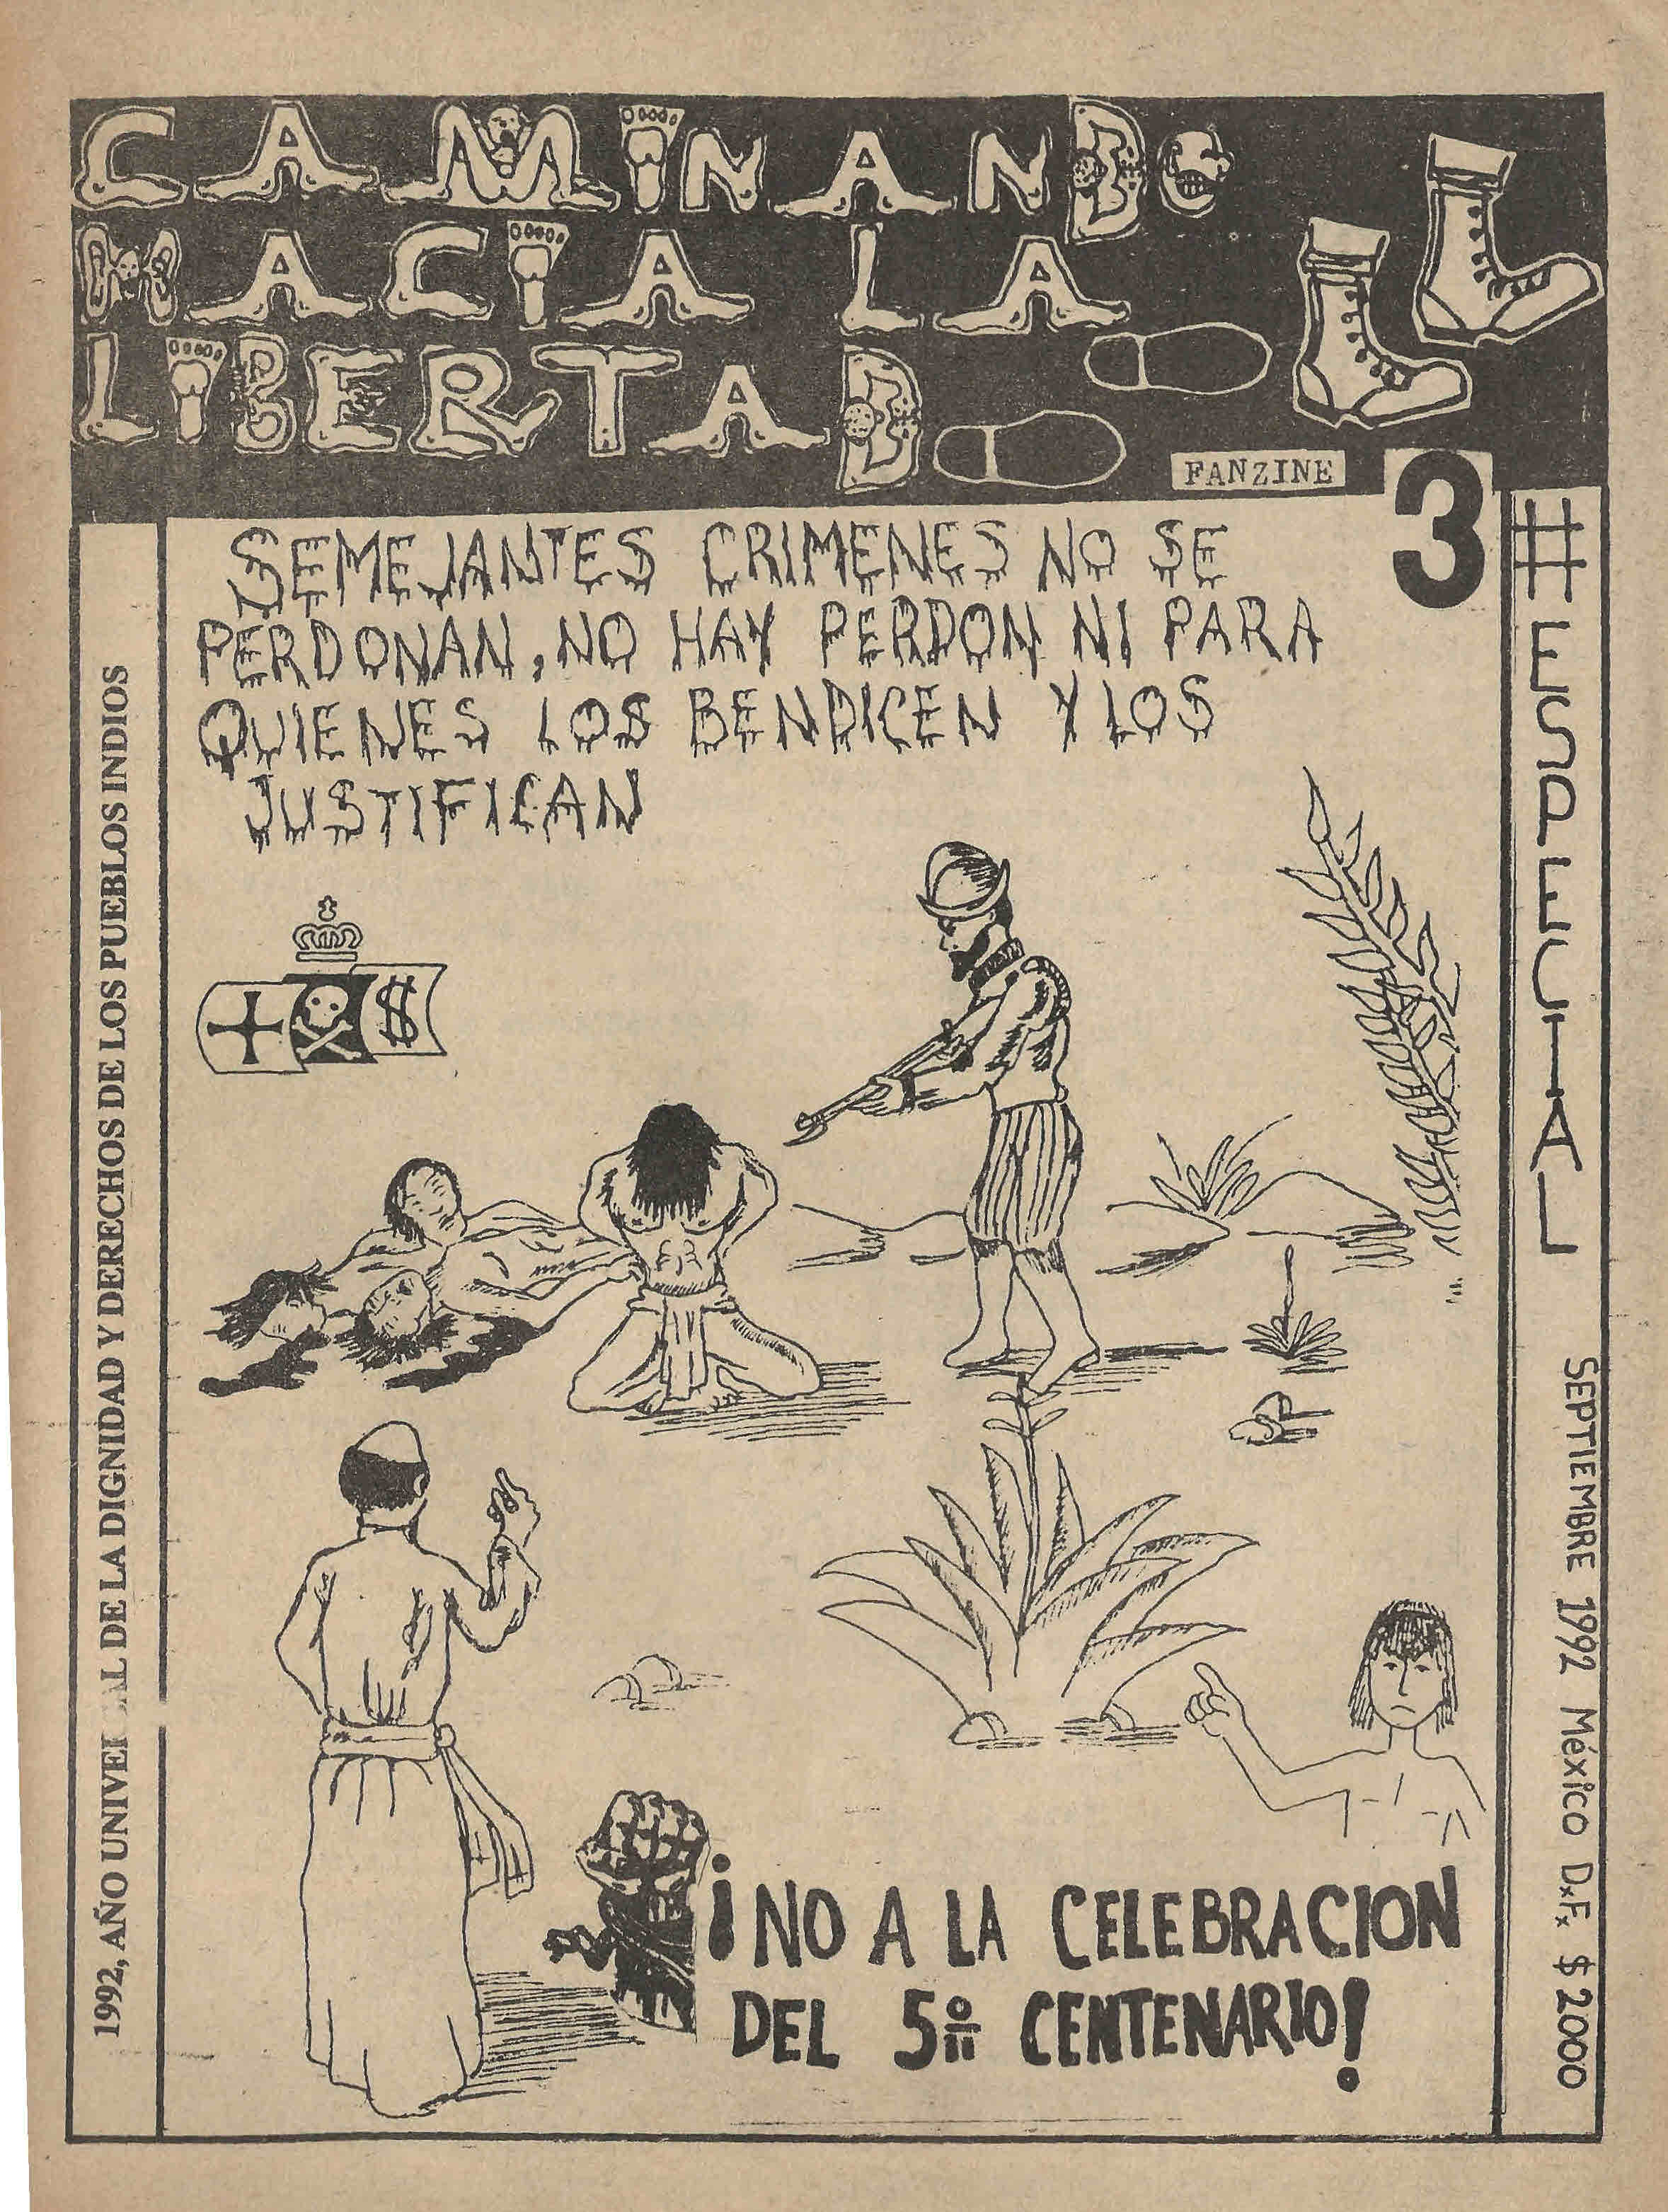 CAMINANDO
HACIA LA
LIBERTAD
FANZINE
3
SEMEJANTES CRIMENES NO SE
PERDONAN, NO HAY PERDON NI PARA
QUIENES LOS BENDICEN Y LOS
JUSTIFICAN
$
¡NO A LA CELEBRACION
DEL 5º CENTENARIO!
1992, AÑO UNIVE AL DE LA DIGNIDAD Y DERECHOS DE LOS PUEBLOS INDIOS
# ESPECIAL
SEPTIEMBRE 1992 México D.F. $2000